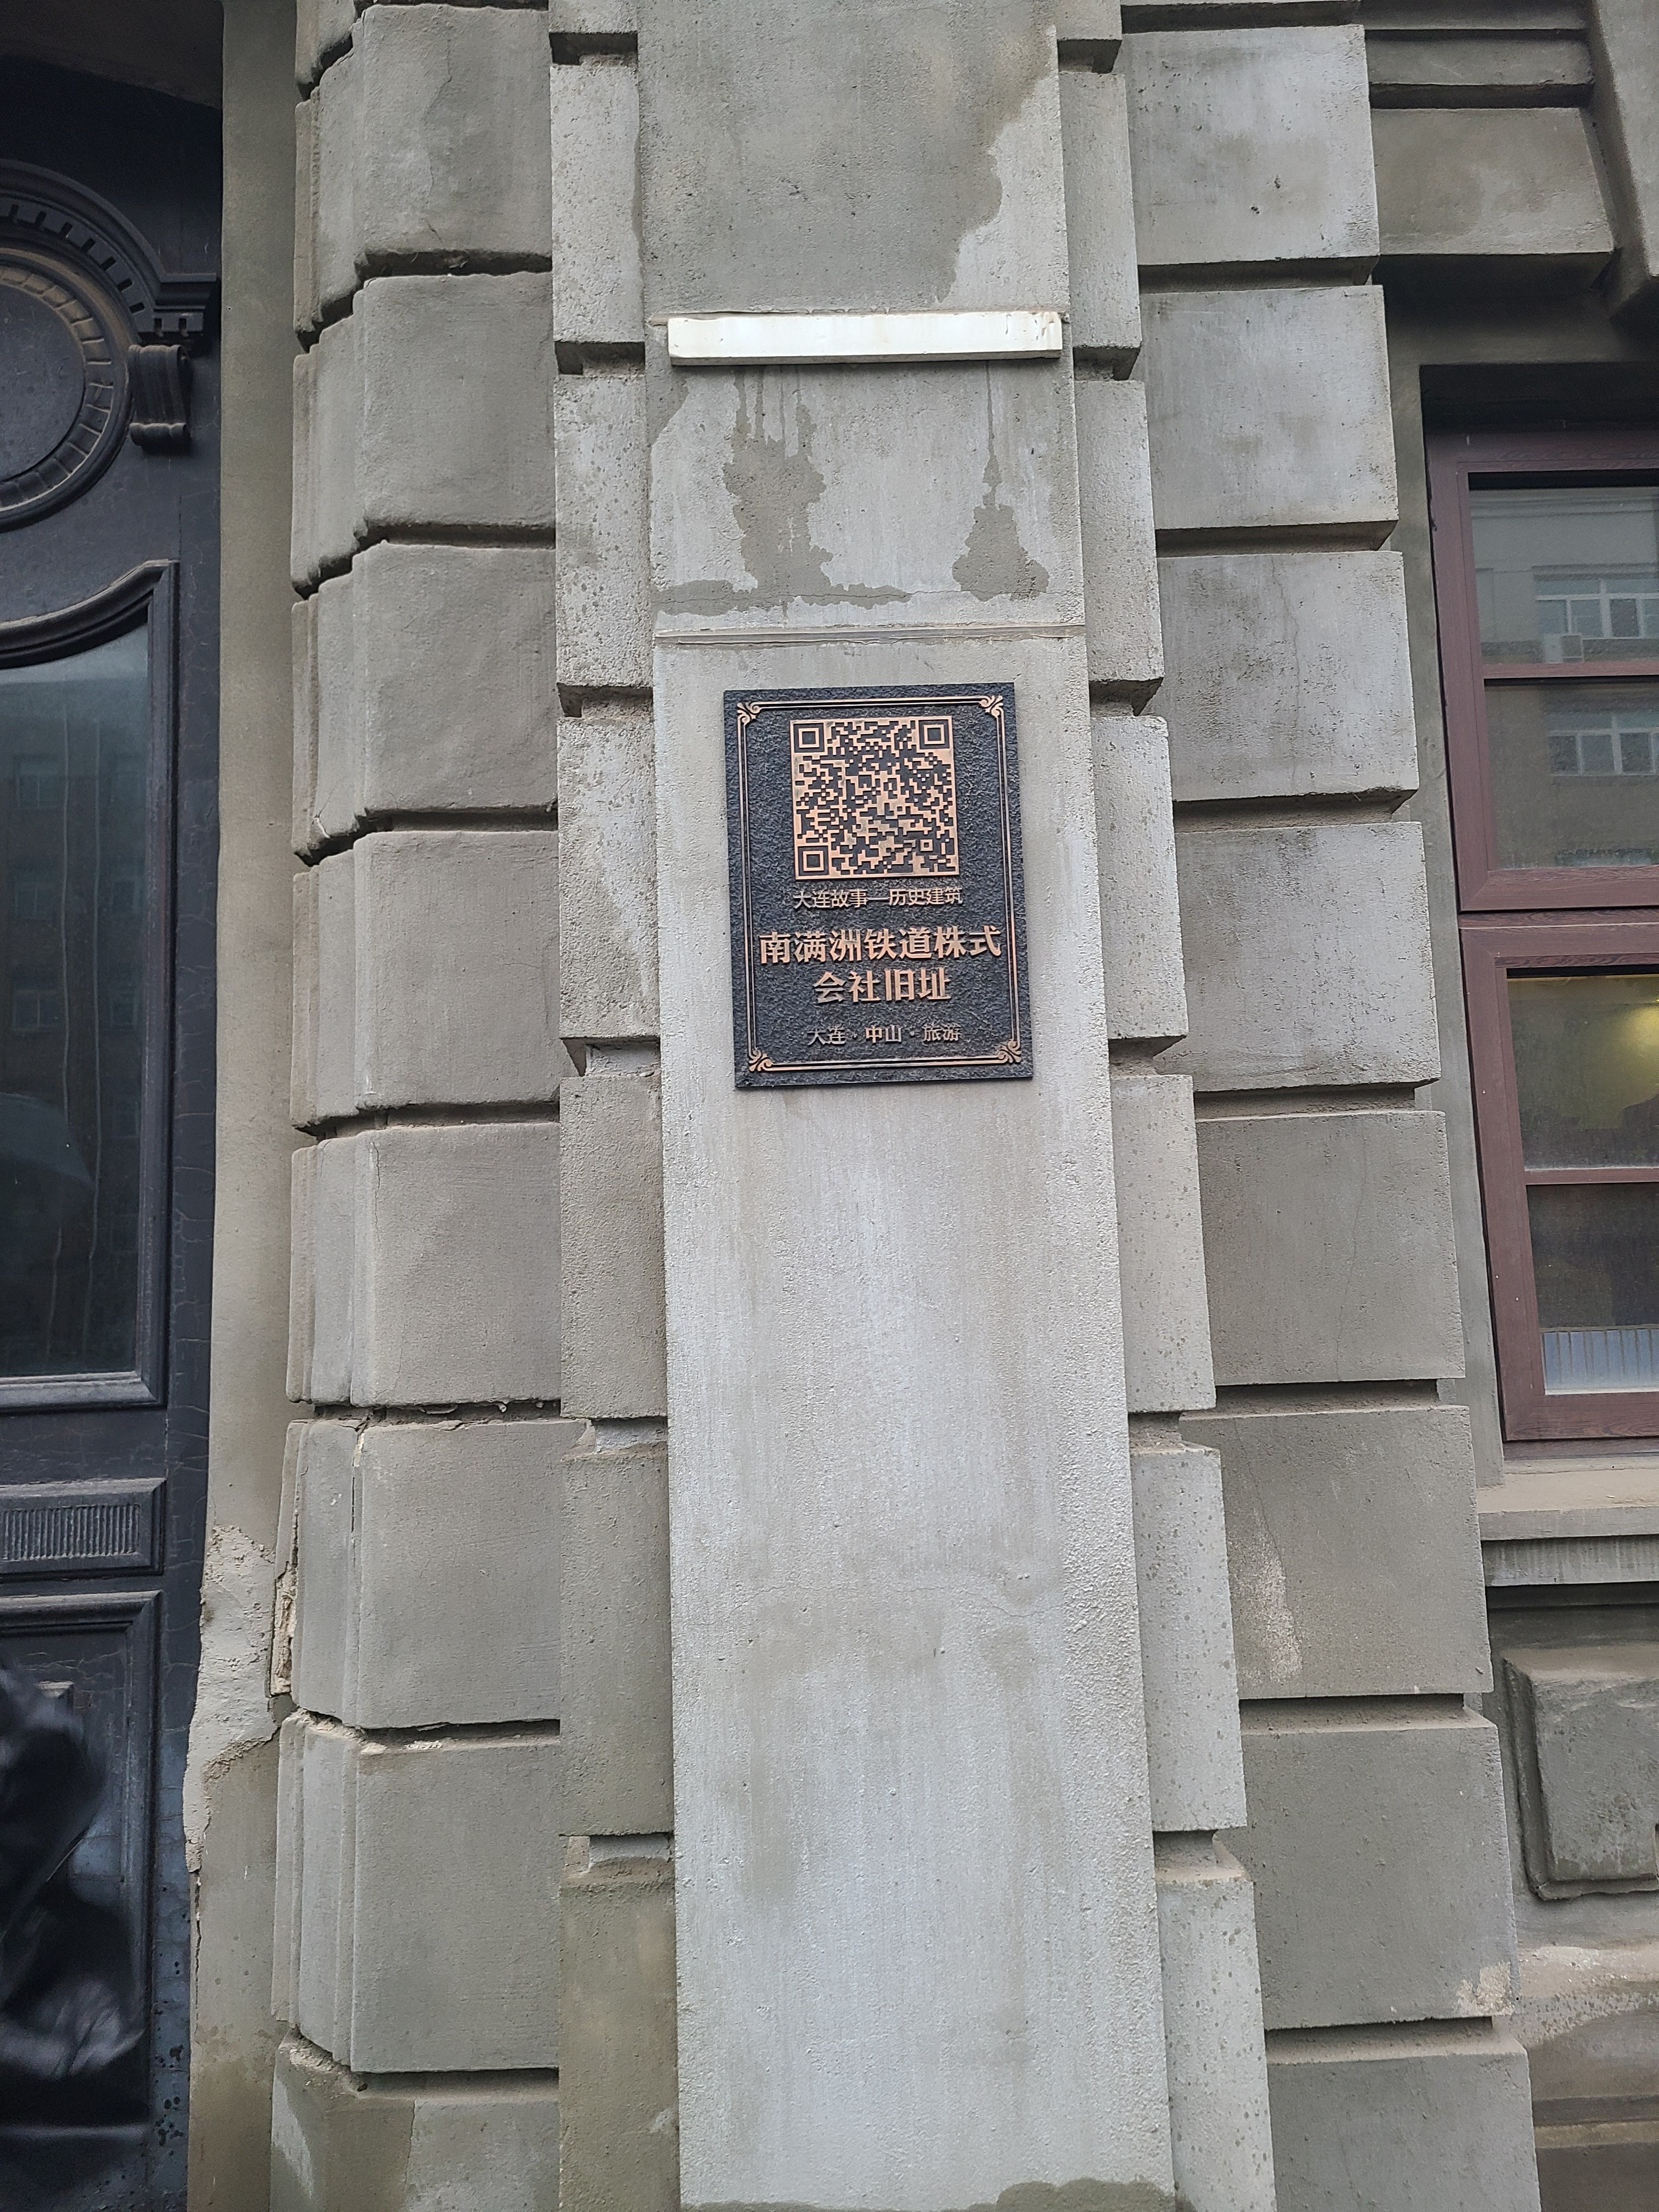 大连故事—历史建筑
南满洲铁道株式
会社旧址
大连·中山·旅游